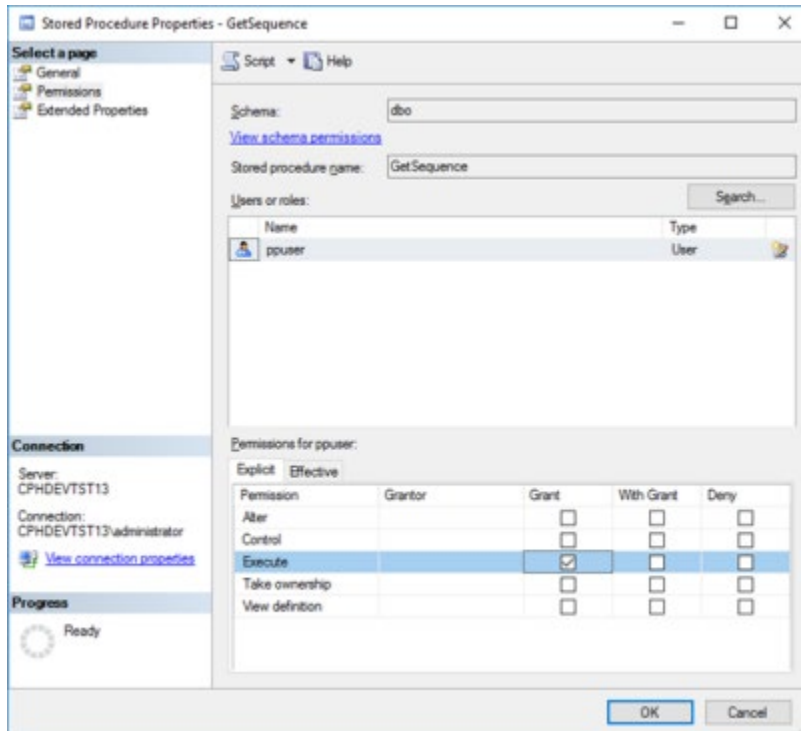 Stored Procedure Properties - GetSequence
Select a page
General
Permissions
Extended Properties
Script Help
Schema: dbo
View schema permissions
Stored procedure name: GetSequence
Users or roles: Search...
Name Type
ppuser User
Connection
Server:
CPHDEVTST13
Connection:
CPHDEVTST13\administrator
View connection properties
Progress
Ready
Permissions for ppuser:
Explicit Effective
Permission Grantor Grant With Grant Deny
Alter
Control
Execute
Take ownership
View definition
OK Cancel